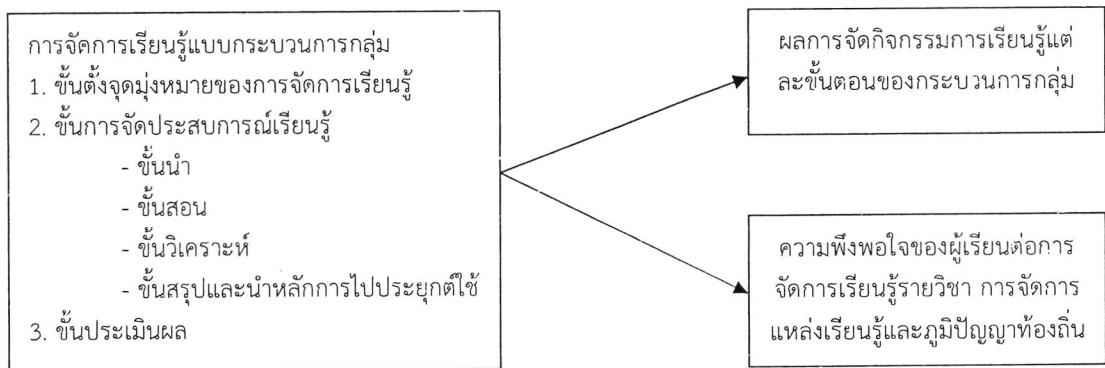 การจัดการเรียนรู้แบบกระบวนการกลุ่ม
1. ขั้นตั้งจุดมุ่งหมายของการจัดการเรียนรู้
2. ขั้นการจัดประสบการณ์เรียนรู้
- ขั้นนำ
- ขั้นสอน
- ขั้นวิเคราะห์
- ขั้นสรุปและนำหลักการไปประยุกต์ใช้
3. ขั้นประเมินผล
ผลการจัดกิจกรรมการเรียนรู้แต่
ละขั้นตอนของกระบวนการกลุ่ม
ความพึงพอใจของผู้เรียนต่อการ
จัดการเรียนรู้รายวิชา การจัดการ
แหล่งเรียนรู้และภูมิปัญญาท้องถิ่น